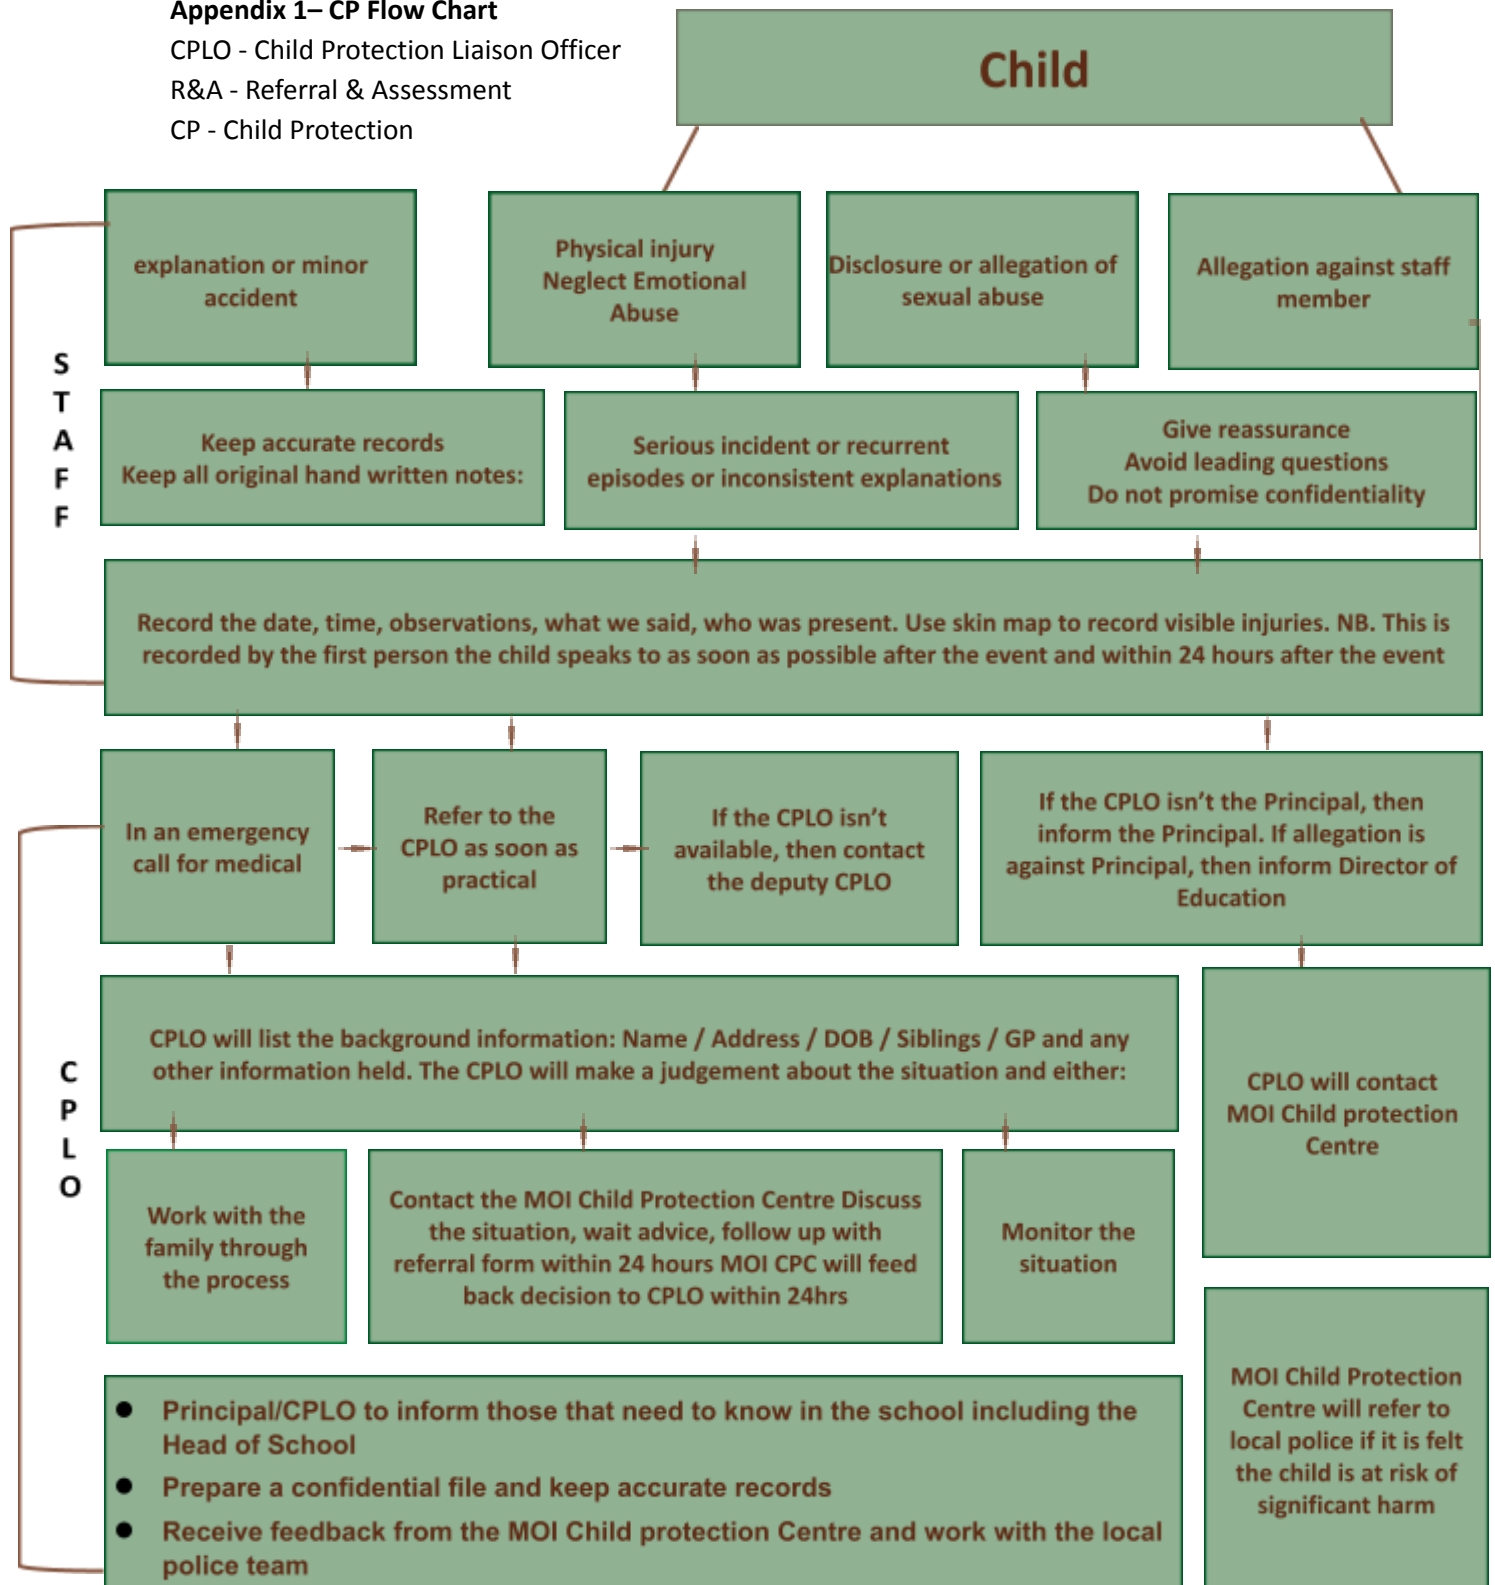 Appendix 1– CP Flow Chart
CPLO - Child Protection Liaison Officer
R&A - Referral & Assessment
CP - Child Protection
Child
explanation or minor
accident
Physical injury
Neglect Emotional
Abuse
Disclosure or allegation of
sexual abuse
Allegation against staff
member
S
T
A
F
F
Keep accurate records
Keep all original hand written notes:
Serious incident or recurrent
episodes or inconsistent explanations
Give reassurance
Avoid leading questions
Do not promise confidentiality
Record the date, time, observations, what we said, who was present. Use skin map to record visible injuries. NB. This is
recorded by the first person the child speaks to as soon as possible after the event and within 24 hours after the event
In an emergency
call for medical
Refer to the
CPLO as soon as
practical
If the CPLO isn't
available, then contact
the deputy CPLO
If the CPLO isn't the Principal, then
inform the Principal. If allegation is
against Principal, then inform Director of
Education
C
P
L
O
CPLO will list the background information: Name / Address / DOB / Siblings / GP and any
other information held. The CPLO will make a judgement about the situation and either:
CPLO will contact
MOI Child protection
Centre
Work with the
family through
the process
Contact the MOI Child Protection Centre Discuss
the situation, wait advice, follow up with
referral form within 24 hours MOI CPC will feed
back decision to CPLO within 24hrs
Monitor the
situation
● Principal/CPLO to inform those that need to know in the school including the
Head of School
● Prepare a confidential file and keep accurate records
● Receive feedback from the MOI Child protection Centre and work with the local
police team
MOI Child Protection
Centre will refer to
local police if it is felt
the child is at risk of
significant harm